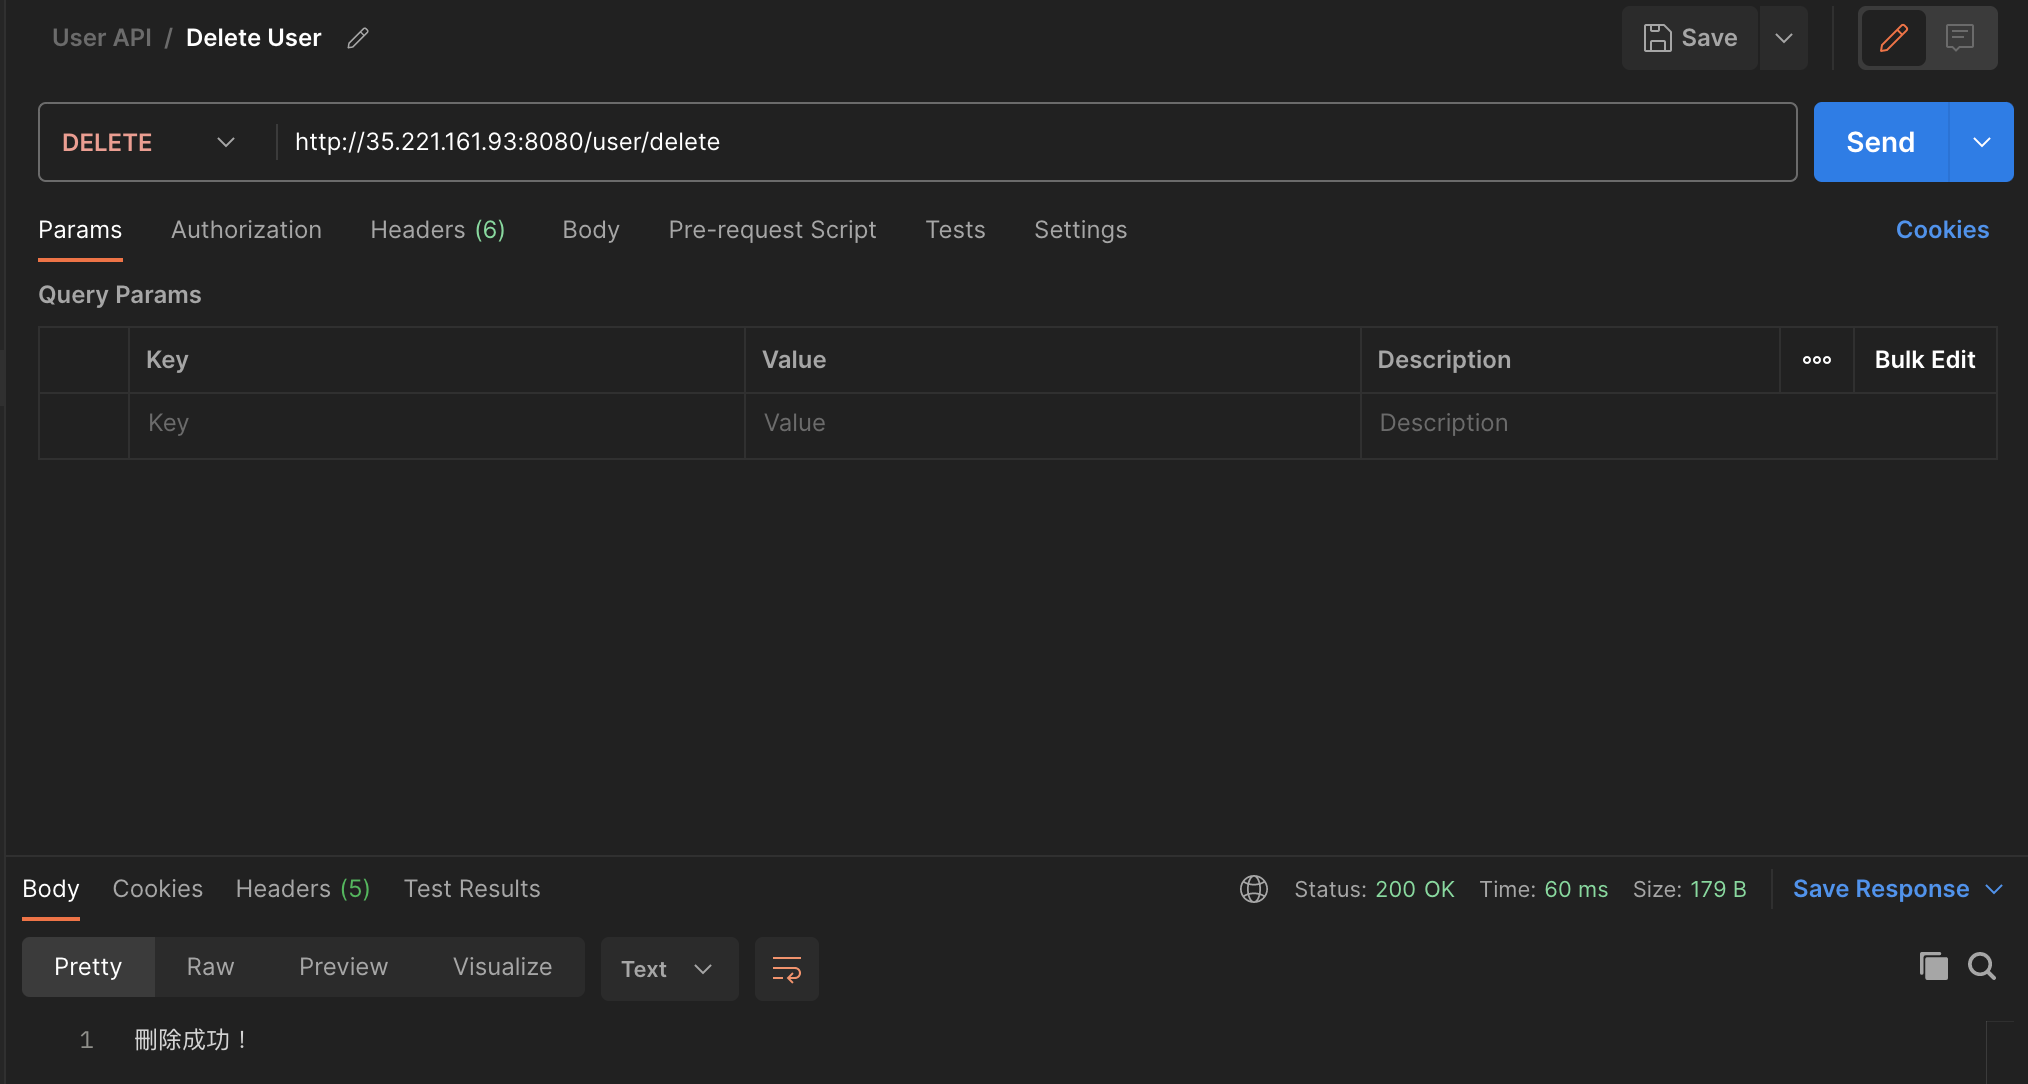 User API / Delete User
Save
DELETE http://35.221.161.93:8080/user/delete Send
Params Authorization Headers (6) Body Pre-request Script Tests Settings Cookies
Query Params
Key Value Description Bulk Edit
Key Value Description
Body Cookies Headers (5) Test Results Status: 200 OK Time: 60 ms Size: 179 B Save Response
Pretty Raw Preview Visualize Text
1 刪除成功！